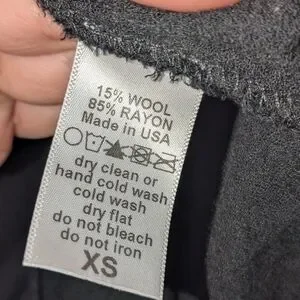 15% WOOL
85% RAYON
Made in USA
dry clean or
hand cold wash
cold wash
dry flat
do not bleach
do not iron
XS